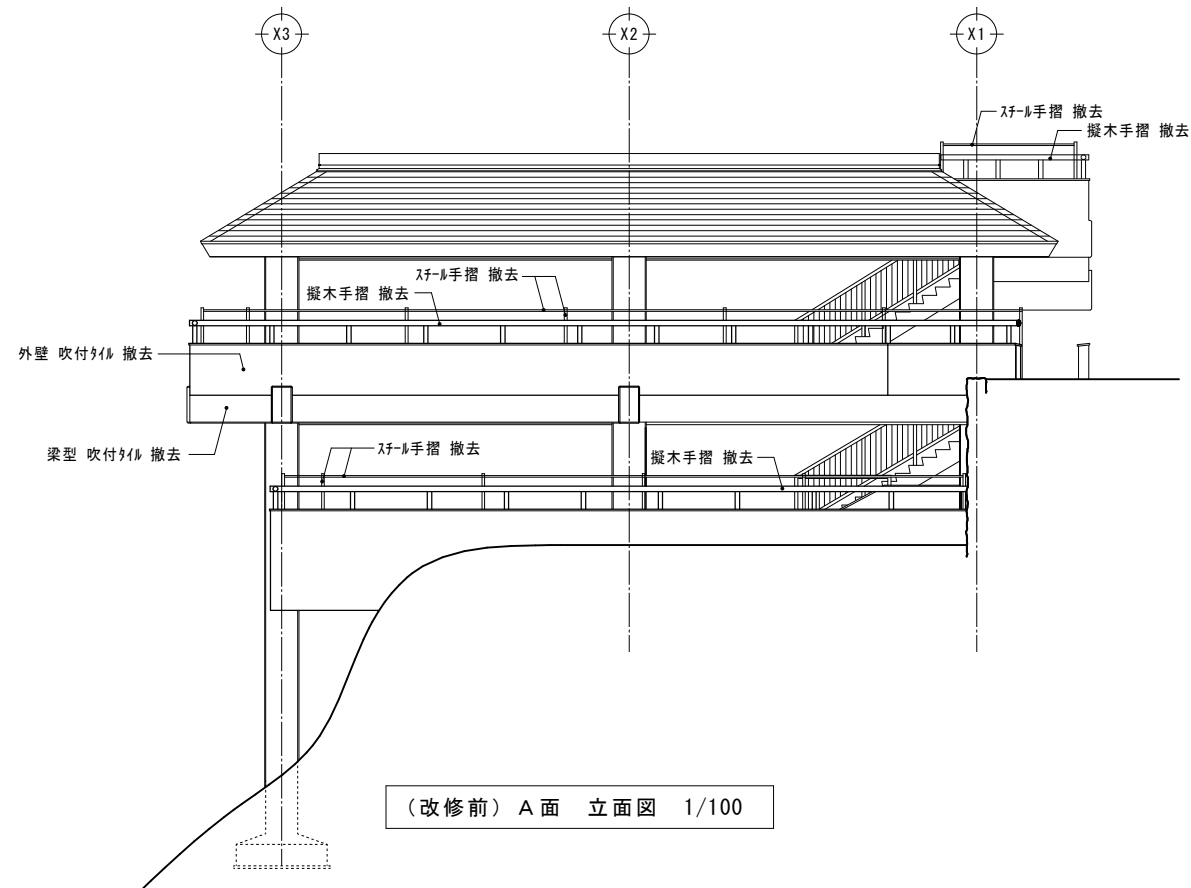 X3
X2
X1
ｽﾁｰﾙ手摺 撤去
擬木手摺 撤去
ｽﾁｰﾙ手摺 撤去
擬木手摺 撤去
外壁 吹付ﾀｲﾙ 撤去
梁型 吹付ﾀｲﾙ 撤去
ｽﾁｰﾙ手摺 撤去
擬木手摺 撤去
（改修前）Ａ面　立面図　1/100